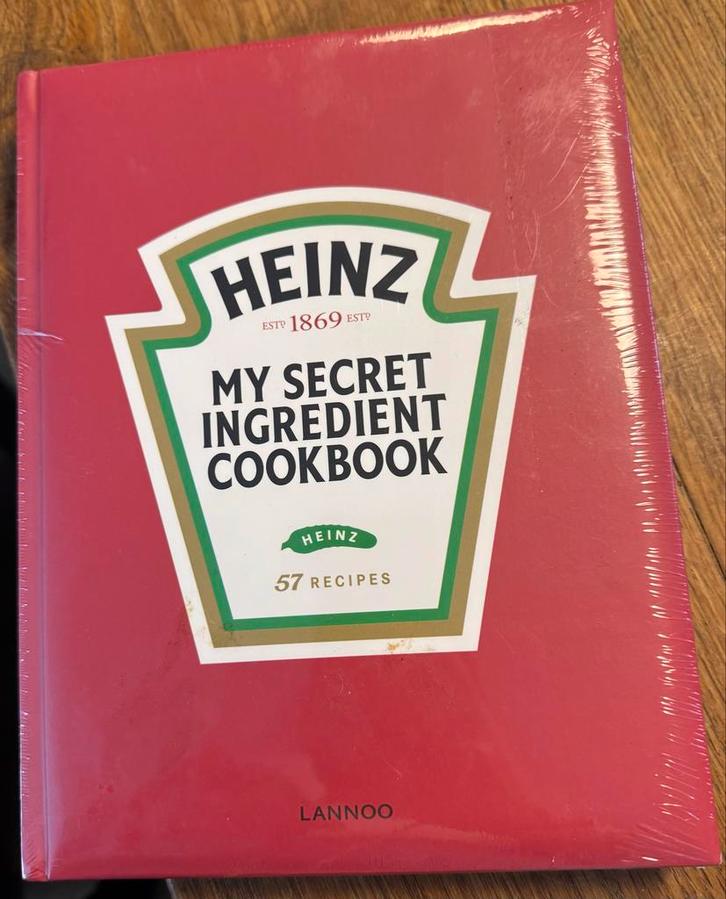 HEINZ
ESTD 1869 ESTD
MY SECRET
INGREDIENT
COOKBOOK
HEINZ
57 RECIPES
LANNOO